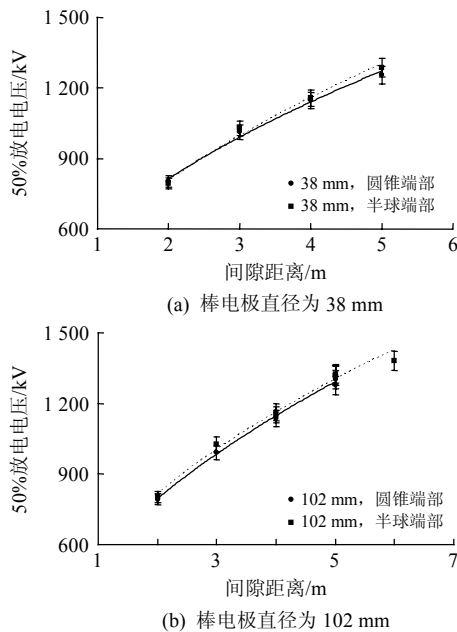 1 500
1 200
900
600
50%放电电压/kV
38 mm，圆锥端部
38 mm，半球端部
1 2 3 4 5 6
间隙距离/m
(a) 棒电极直径为 38 mm
1 500
1 200
900
600
50%放电电压/kV
102 mm，圆锥端部
102 mm，半球端部
1 3 5 7
间隙距离/m
(b) 棒电极直径为 102 mm